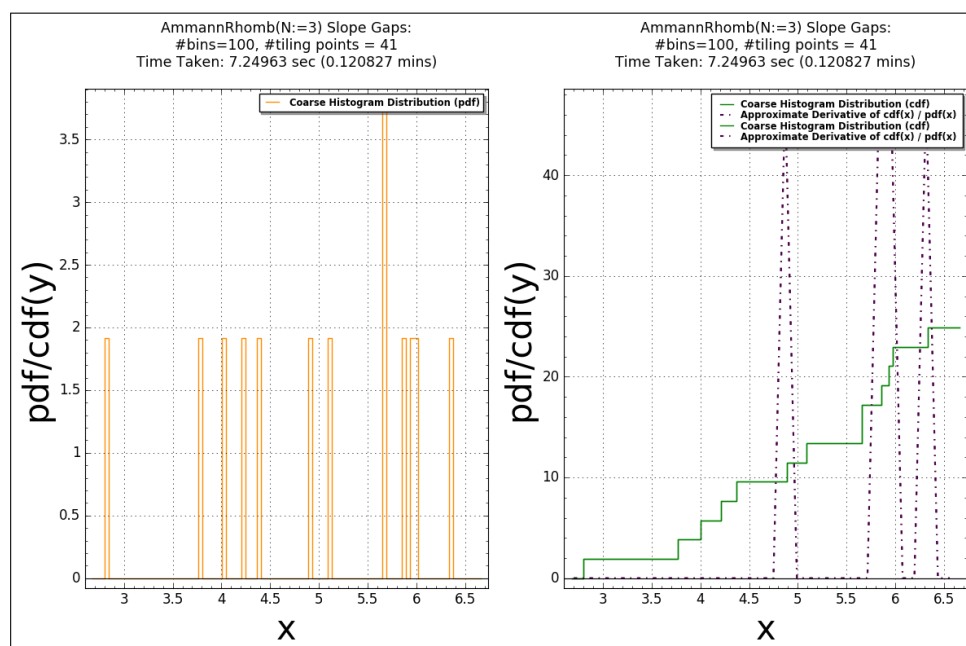 AmmannRhomb(N:=3) Slope Gaps:
#bins=100, #tiling points = 41
Time Taken: 7.24963 sec (0.120827 mins)
Coarse Histogram Distribution (pdf)
pdf/cdf(y)
3.5
3
2.5
2
1.5
1
0.5
0
3
3.5
4
4.5
5
5.5
6
6.5
x
AmmannRhomb(N:=3) Slope Gaps:
#bins=100, #tiling points = 41
Time Taken: 7.24963 sec (0.120827 mins)
Coarse Histogram Distribution (cdf)
Approximate Derivative of cdf(x) / pdf(x)
Coarse Histogram Distribution (cdf)
Approximate Derivative of cdf(x) / pdf(x)
pdf/cdf(y)
40
30
20
10
0
3
3.5
4
4.5
5
5.5
6
6.5
x